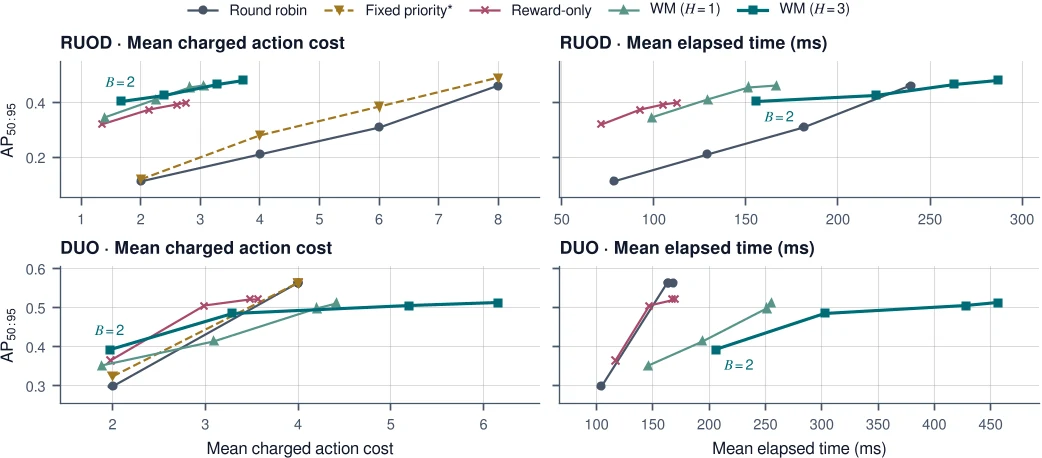 Round robin Fixed priority* Reward-only WM (H=1) WM (H=3)
RUOD · Mean charged action cost
AP50:95
0.4
0.2
B=2
1 2 3 4 5 6 7 8
RUOD · Mean elapsed time (ms)
B=2
50 100 150 200 250 300
DUO · Mean charged action cost
AP50:95
0.6
0.5
0.4
0.3
B=2
2 3 4 5 6
Mean charged action cost
DUO · Mean elapsed time (ms)
B=2
100 150 200 250 300 350 400 450
Mean elapsed time (ms)